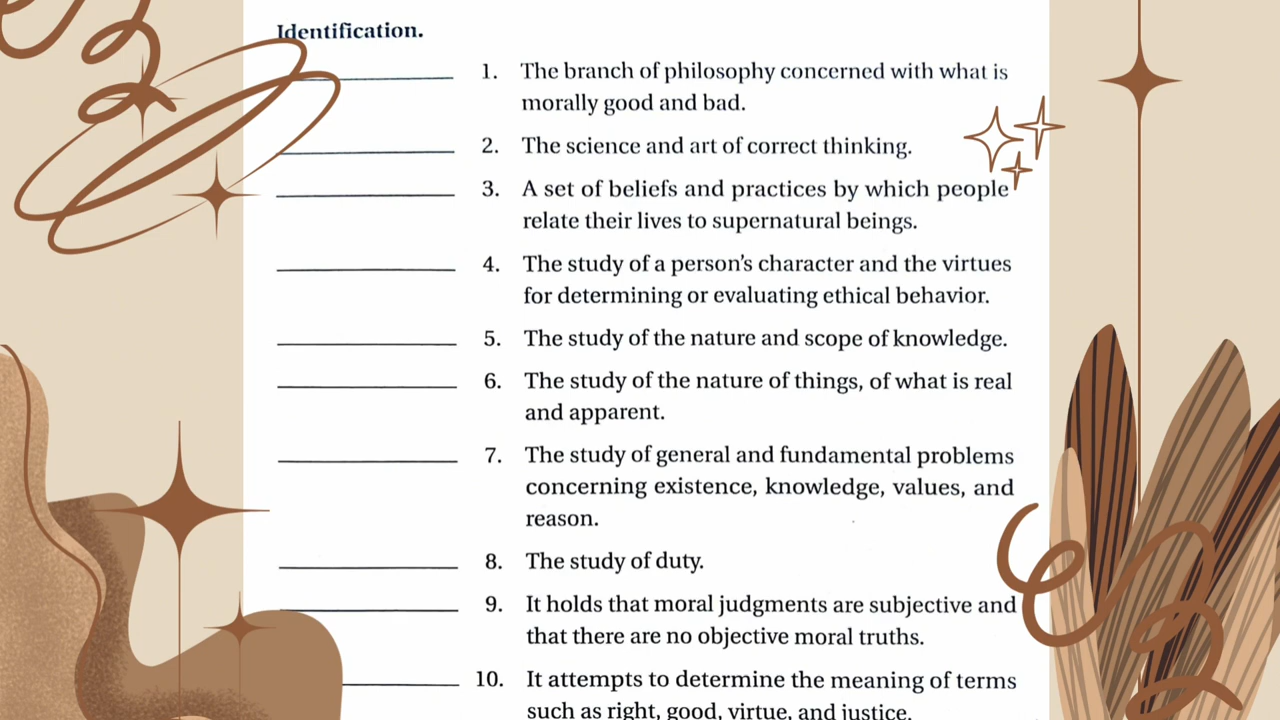 Identification.
1. The branch of philosophy concerned with what is
morally good and bad.
2. The science and art of correct thinking.
3. A set of beliefs and practices by which people
relate their lives to supernatural beings.
4. The study of a person's character and the virtues
for determining or evaluating ethical behavior.
5. The study of the nature and scope of knowledge.
6. The study of the nature of things, of what is real
and apparent.
7. The study of general and fundamental problems
concerning existence, knowledge, values, and
reason.
8. The study of duty.
9. It holds that moral judgments are subjective and
that there are no objective moral truths.
10. It attempts to determine the meaning of terms
such as right, good, virtue, and justice.